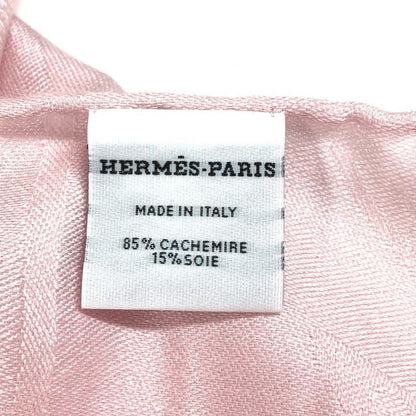 HERMÈS-PARIS
MADE IN ITALY
85% CACHEMIRE
15% SOIE